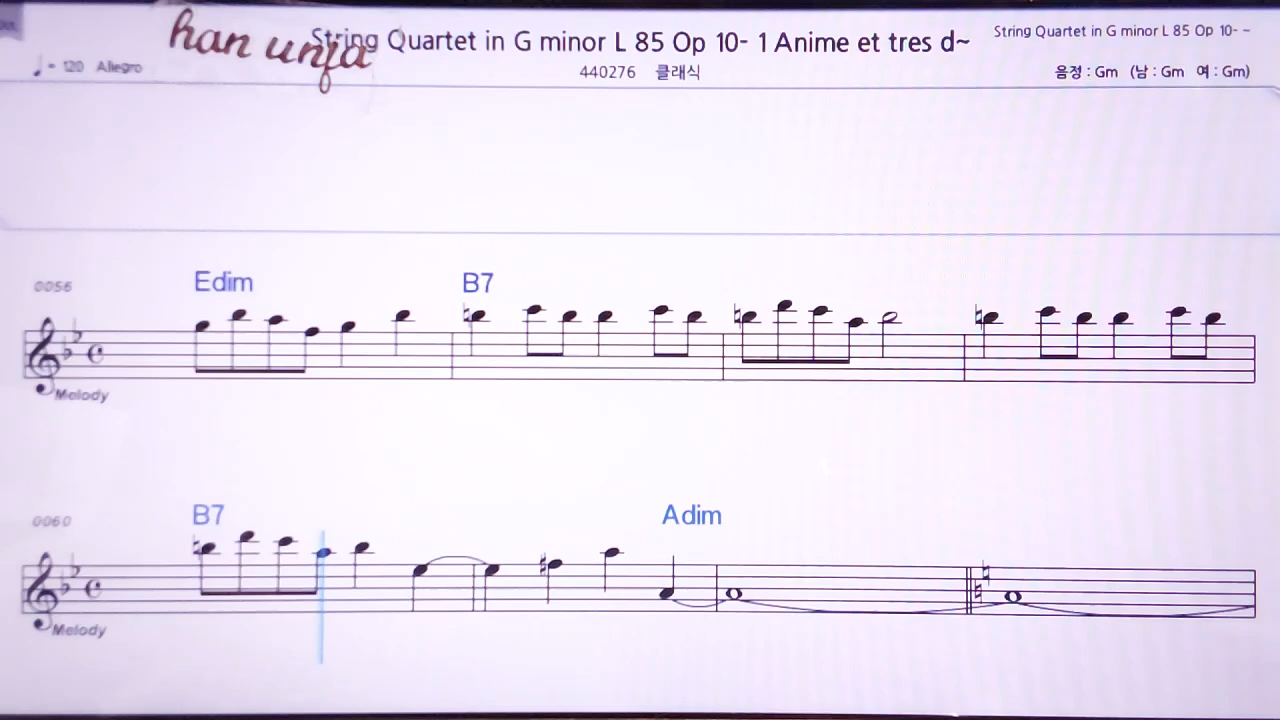 han unja
String Quartet in G minor L 85 Op 10- 1 Anime et tres d~
String Quartet in G minor L 85 Op 10- ~
♩ = 120 Allegro
440276 클래식
음정 : Gm (남 : Gm 여 : Gm)
0056
Edim B7
Melody
0060
B7 Adim
Melody